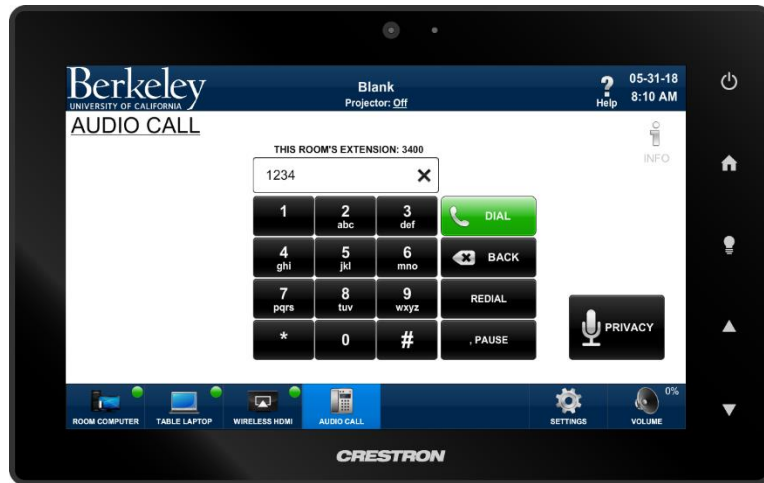 Berkeley
UNIVERSITY OF CALIFORNIA
Blank
Projector: Off
?
Help
05-31-18
8:10 AM
AUDIO CALL
INFO
THIS ROOM'S EXTENSION: 3400
1234
1
2
abc
3
def
DIAL
4
ghi
5
jkl
6
mno
BACK
7
pqrs
8
tuv
9
wxyz
REDIAL
*
0
#
, PAUSE
PRIVACY
ROOM COMPUTER
TABLE LAPTOP
WIRELESS HDMI
AUDIO CALL
SETTINGS
0%
VOLUME
CRESTRON